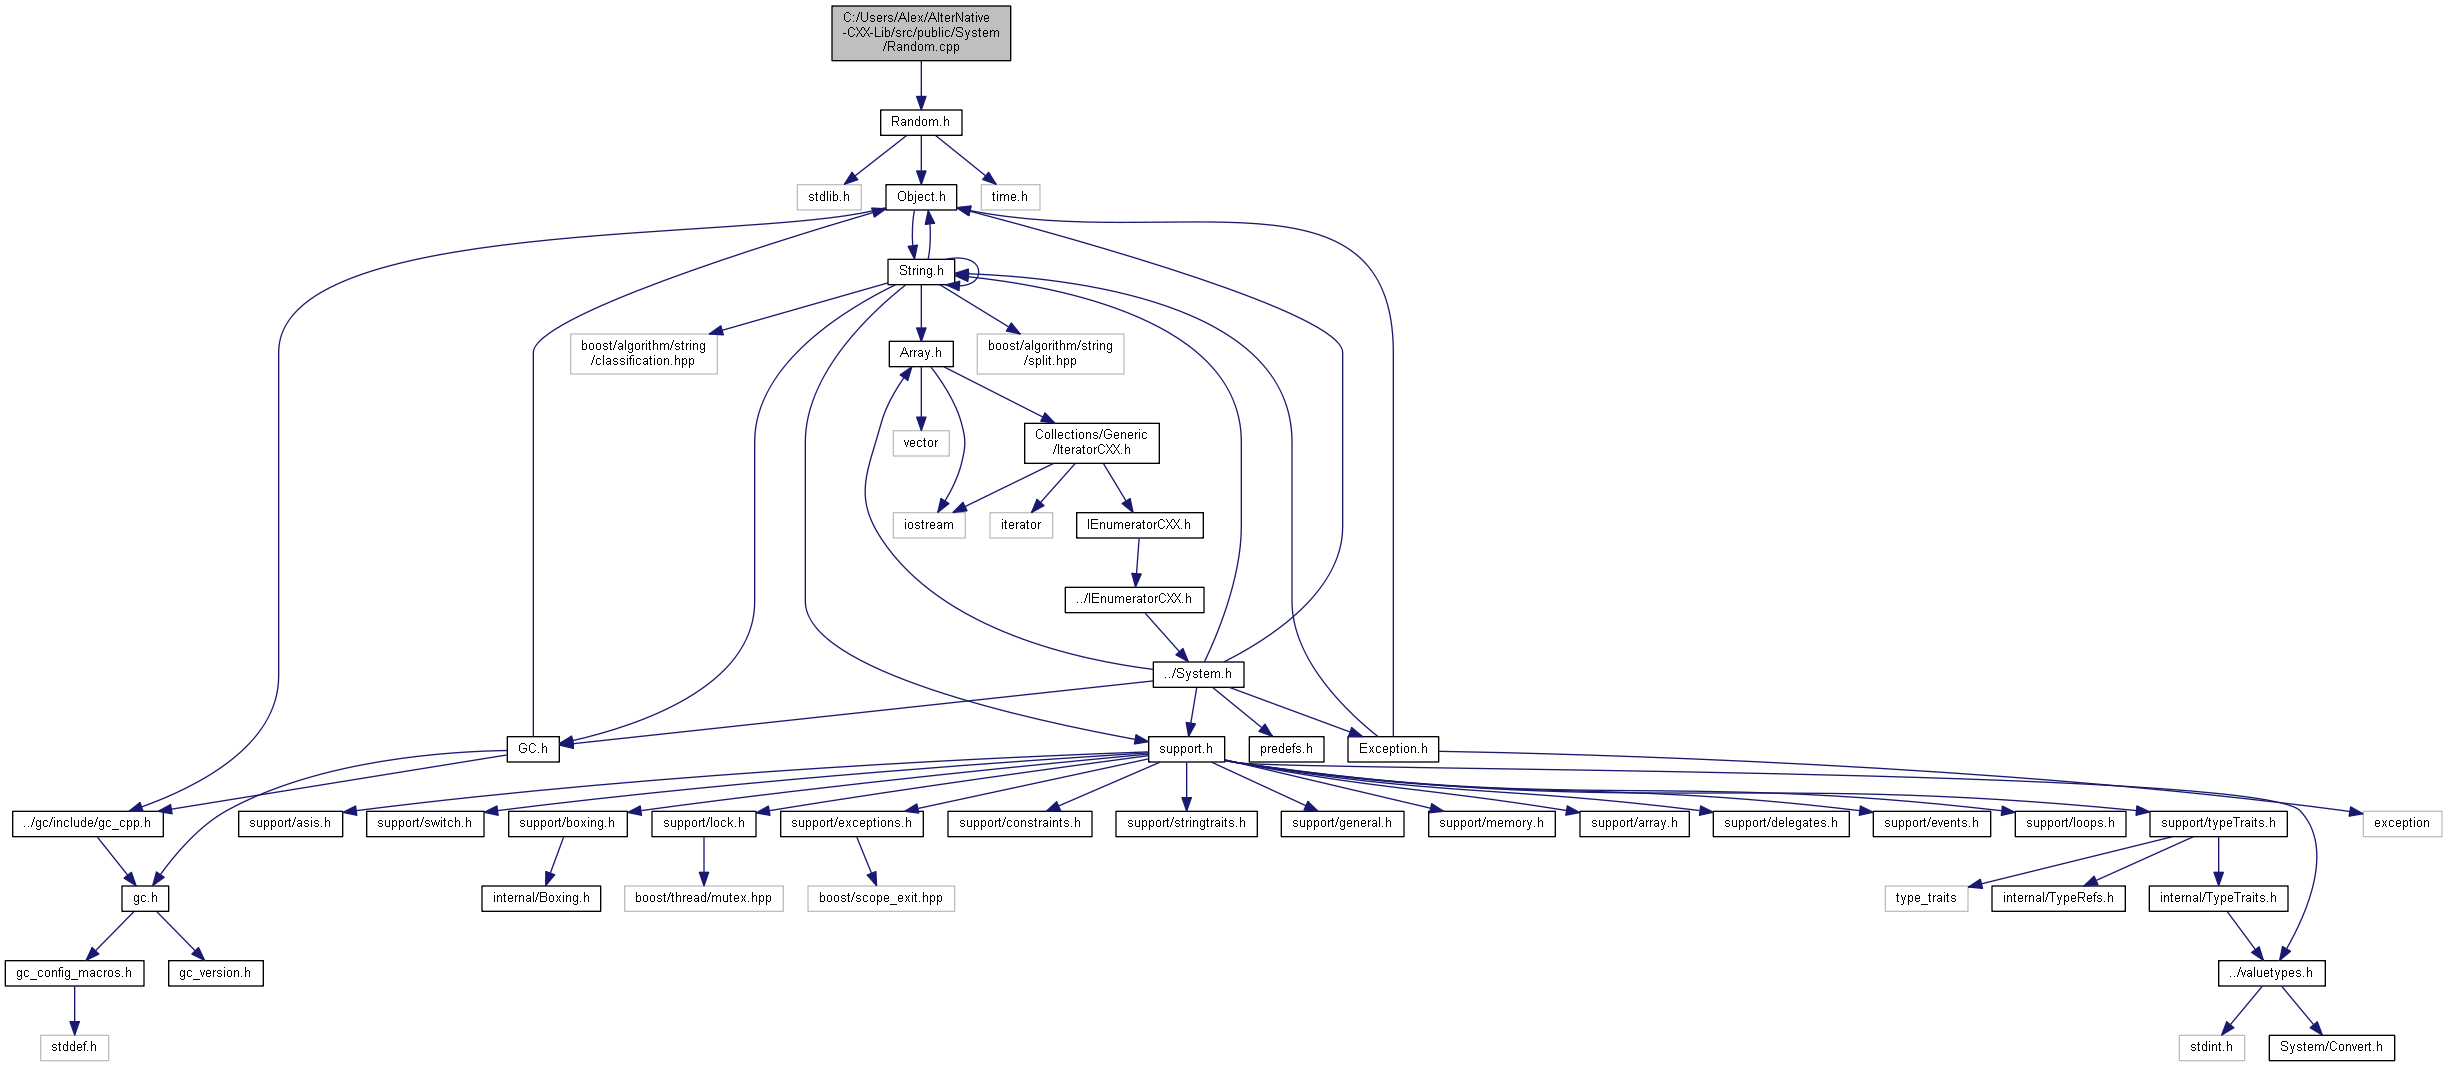 C:/Users/Alex/AlterNative
-CXX-Lib/src/public/System
/Random.cpp
Random.h
stdlib.h
Object.h
time.h
String.h
boost/algorithm/string
/classification.hpp
Array.h
boost/algorithm/string
/split.hpp
vector
Collections/Generic
/IteratorCXX.h
iostream
iterator
IEnumeratorCXX.h
../IEnumeratorCXX.h
../System.h
GC.h
support.h
predefs.h
Exception.h
../gc/include/gc_cpp.h
support/asis.h
support/switch.h
support/boxing.h
support/lock.h
support/exceptions.h
support/constraints.h
support/stringtraits.h
support/general.h
support/memory.h
support/array.h
support/delegates.h
support/events.h
support/loops.h
support/typeTraits.h
exception
gc.h
internal/Boxing.h
boost/thread/mutex.hpp
boost/scope_exit.hpp
type_traits
internal/TypeRefs.h
internal/TypeTraits.h
gc_config_macros.h
gc_version.h
../valuetypes.h
stddef.h
stdint.h
System/Convert.h